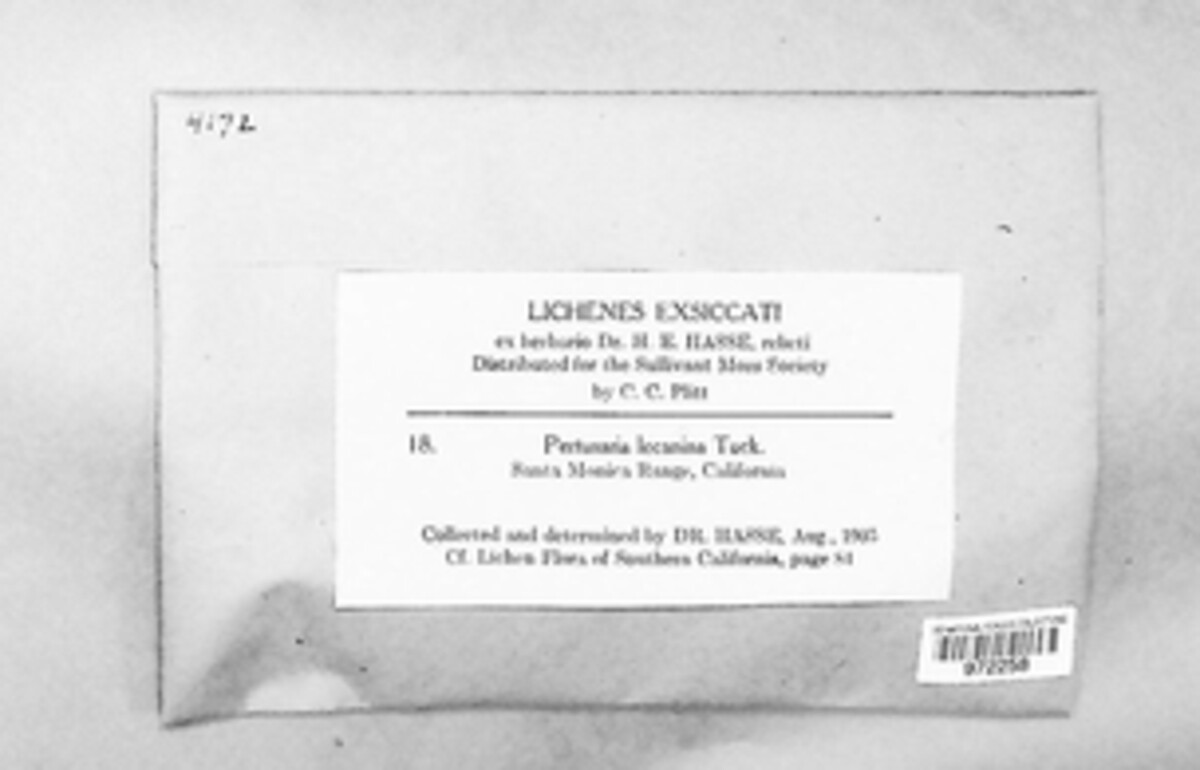 4172
LICHENES EXSICCATI
ex herbario Dr. H. E. HASSE, relicti
Distributed for the Sullivant Moss Society
by C. C. Plitt
18. Pertusaria lecanina Tuck.
Santa Monica Range, California
Collected and determined by DR. HASSE, Aug., 
Cf. Lichen Flora of Southern California, page
972258